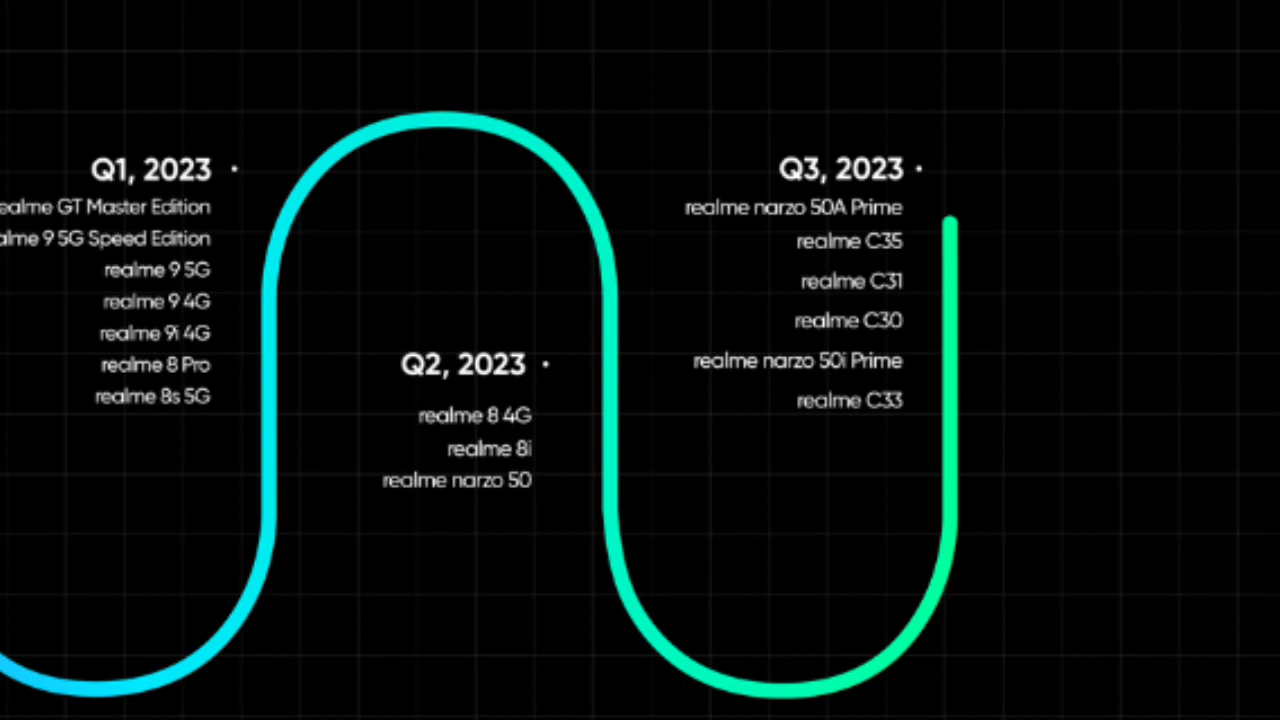 Q1, 2023
ealme GT Master Edition
alme 9 5G Speed Edition
realme 9 5G
realme 9 4G
realme 9i 4G
realme 8 Pro
realme 8s 5G
Q2, 2023
realme 8 4G
realme 8i
realme narzo 50
Q3, 2023
realme narzo 50A Prime
realme C35
realme C31
realme C30
realme narzo 50i Prime
realme C33